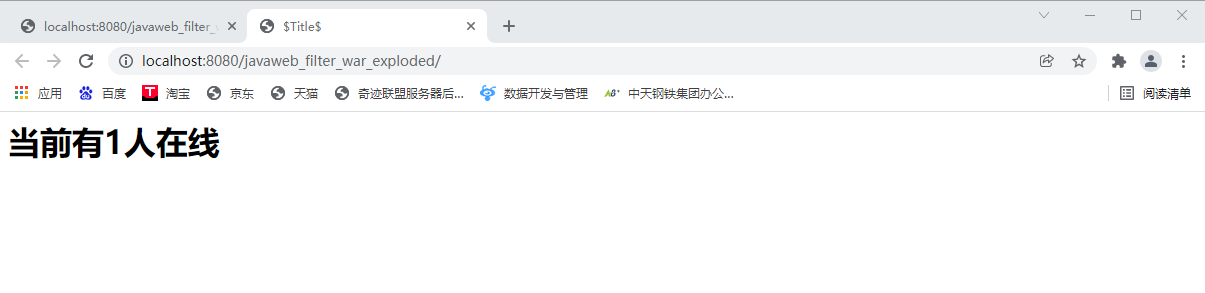 localhost:8080/javaweb_filter_w
$Title$
localhost:8080/javaweb_filter_war_exploded/
应用 百度 淘宝 京东 天猫 奇迹联盟服务器后... 数据开发与管理 中天钢铁集团办公... 阅读清单
当前有1人在线